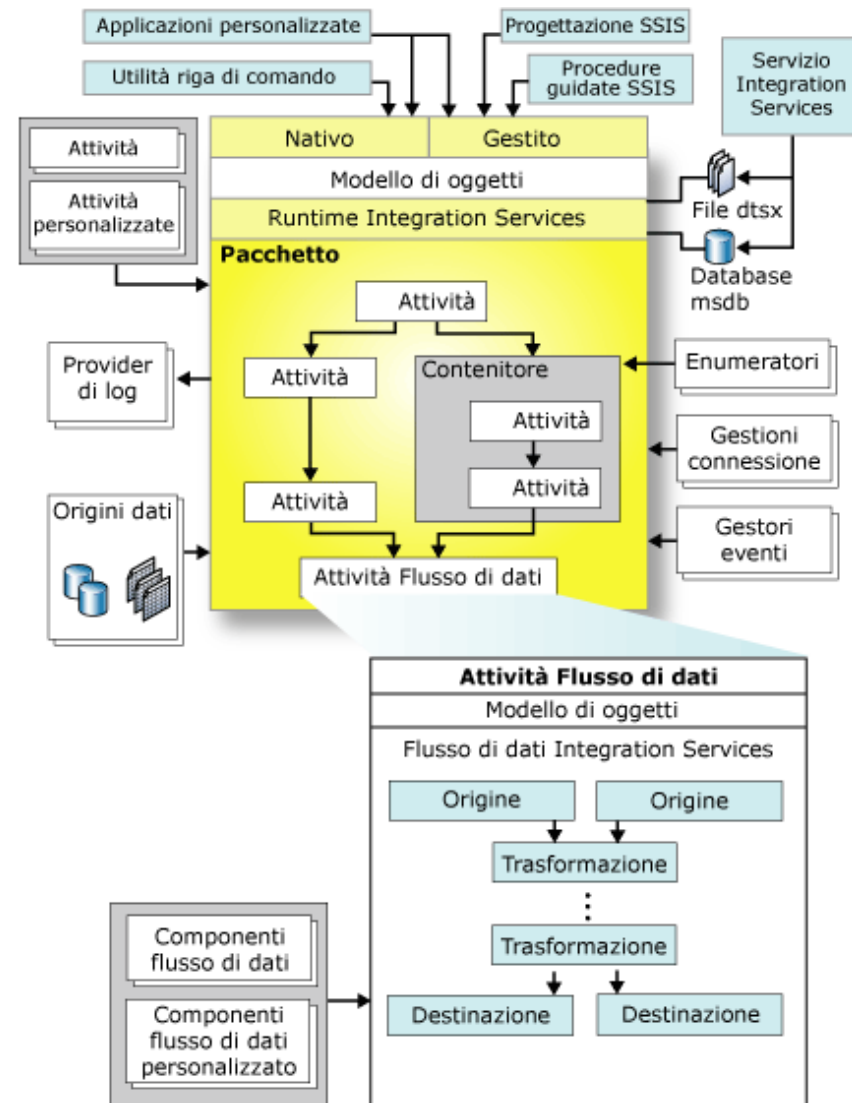 Applicazioni personalizzate
Progettazione SSIS
Utilità riga di comando
Procedure
guidate SSIS
Servizio
Integration
Services
Attività
Attività
personalizzate
Nativo
Gestito
Modello di oggetti
Runtime Integration Services
File dtsx
Database
msdb
Pacchetto
Attività
Attività
Contenitore
Attività
Attività
Attività
Attività Flusso di dati
Provider
di log
Origini dati
Enumeratori
Gestioni
connessione
Gestori
eventi
Attività Flusso di dati
Modello di oggetti
Flusso di dati Integration Services
Origine
Origine
Trasformazione
Trasformazione
Destinazione
Destinazione
Componenti
flusso di dati
Componenti
flusso di dati
personalizzato